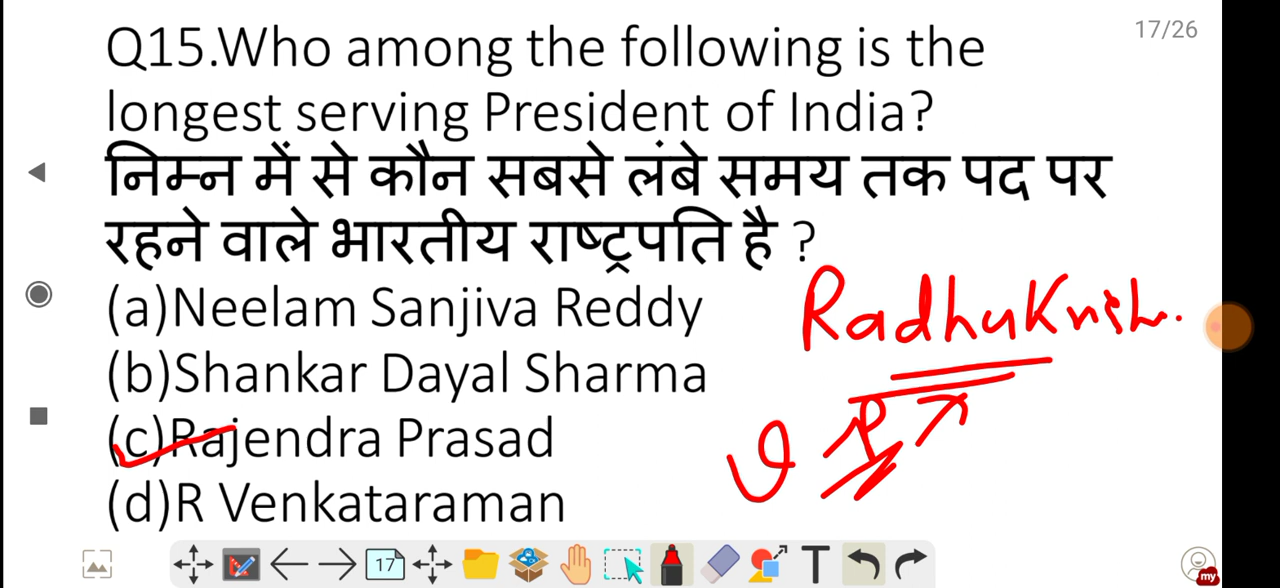 17/26
Q15.Who among the following is the
longest serving President of India?
निम्न में से कौन सबसे लंबे समय तक पद पर
रहने वाले भारतीय राष्ट्रपति है ?
(a)Neelam Sanjiva Reddy
(b)Shankar Dayal Sharma
(c)Rajendra Prasad
(d)R Venkataraman
17
T
my